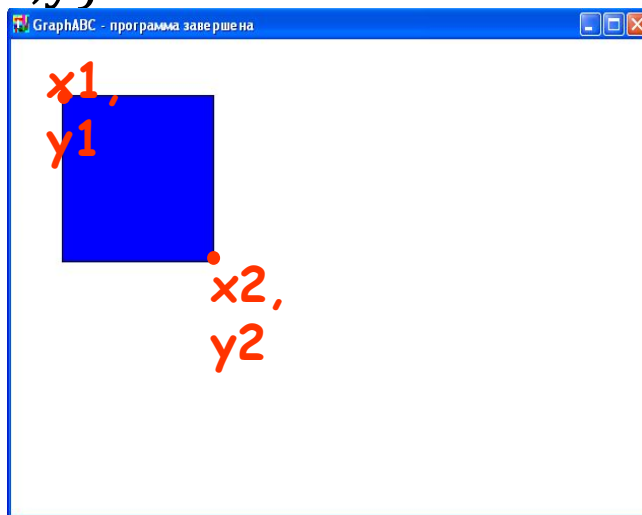 GraphABC - программа завершена
x1,
y1
x2,
y2